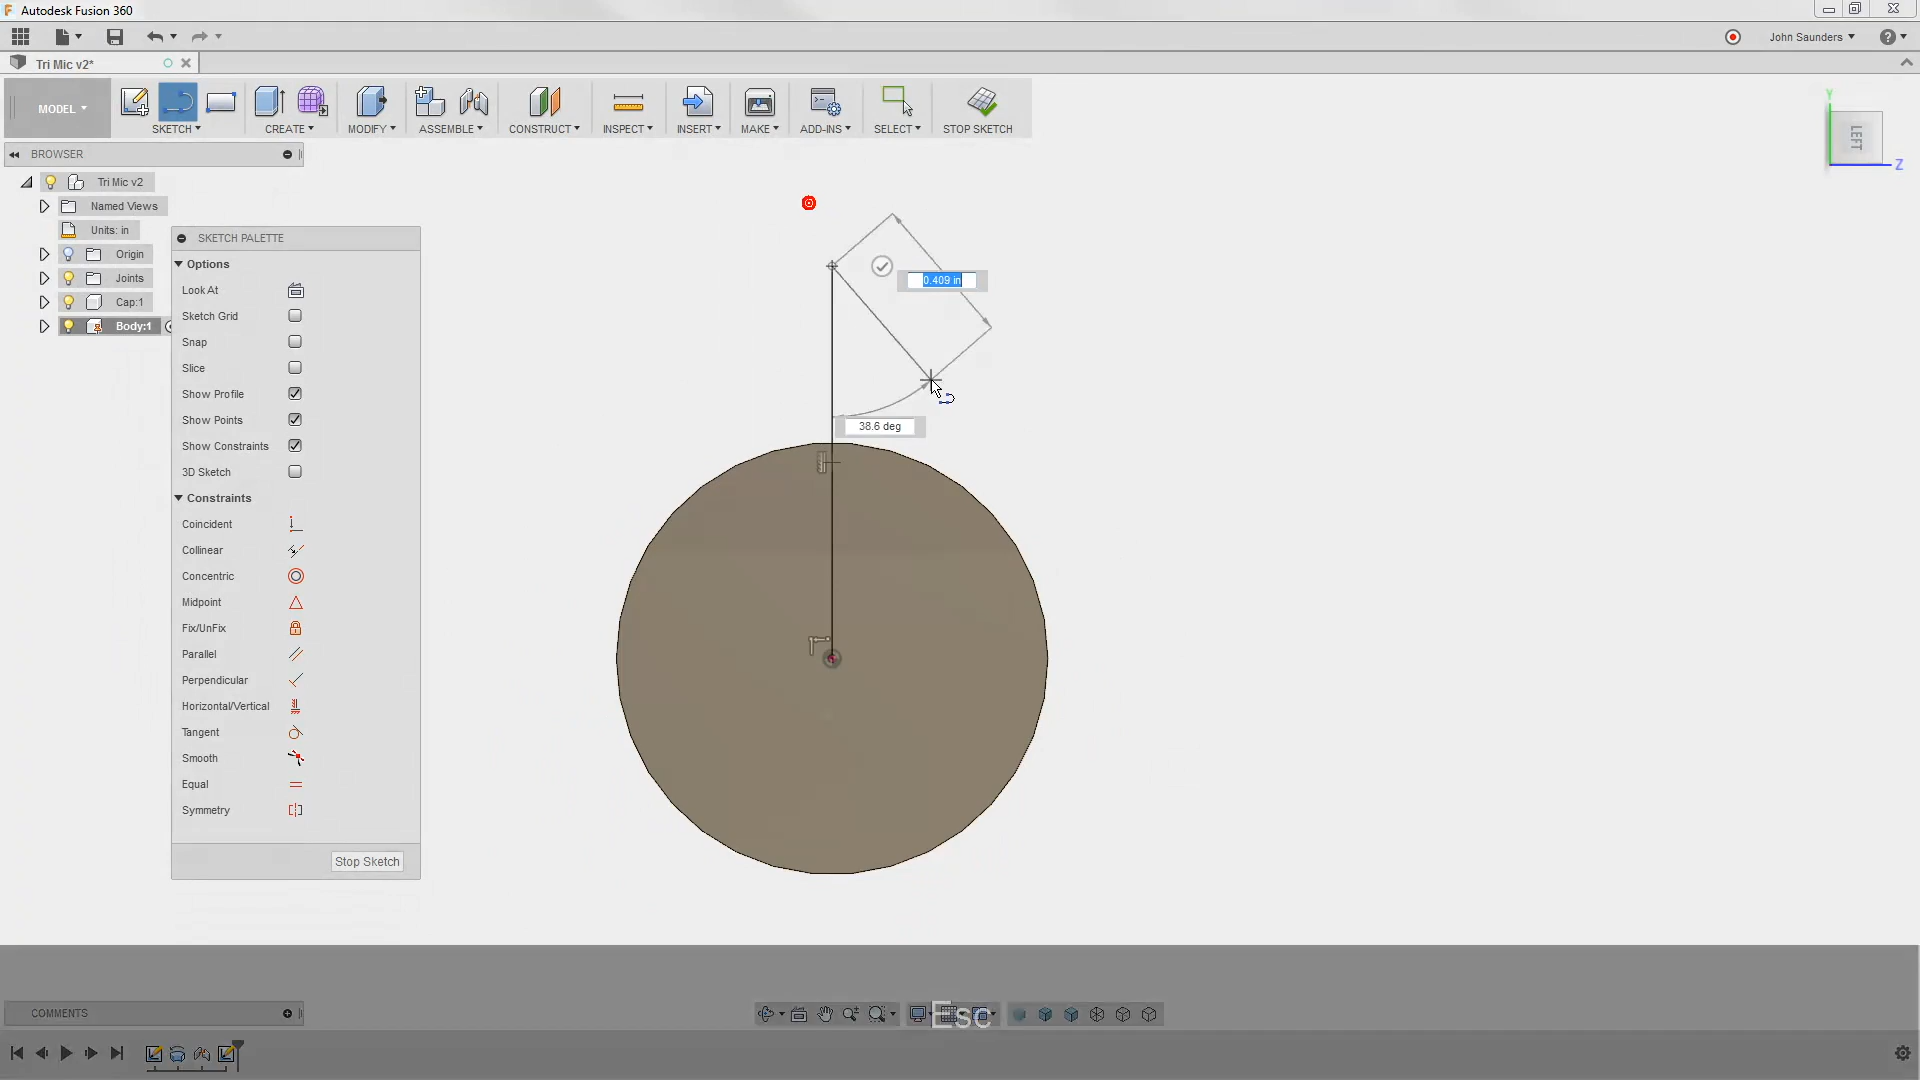 Autodesk Fusion 360
John Saunders
Tri Mic v2*
MODEL
SKETCH
CREATE
MODIFY
ASSEMBLE
CONSTRUCT
INSPECT
INSERT
MAKE
ADD-INS
SELECT
STOP SKETCH
Y
LEFT
Z
BROWSER
Tri Mic v2
Named Views
Units: in
Origin
Joints
Cap:1
Body:1
SKETCH PALETTE
Options
Look At
Sketch Grid
Snap
Slice
Show Profile
Show Points
Show Constraints
3D Sketch
Constraints
Coincident
Collinear
Concentric
Midpoint
Fix/UnFix
Parallel
Perpendicular
Horizontal/Vertical
Tangent
Smooth
Equal
Symmetry
Stop Sketch
0.409 in
38.6 deg
COMMENTS
Esc